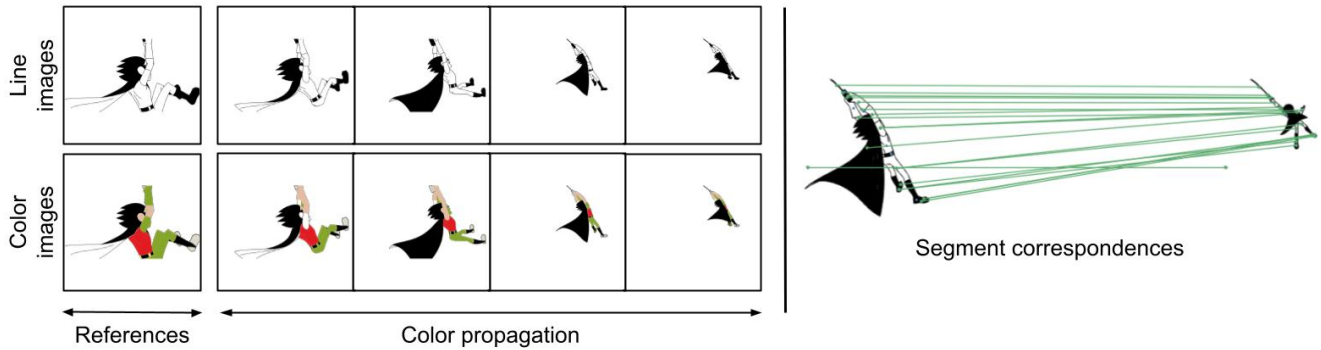 Line
images
Color
images
References
Color propagation
Segment correspondences